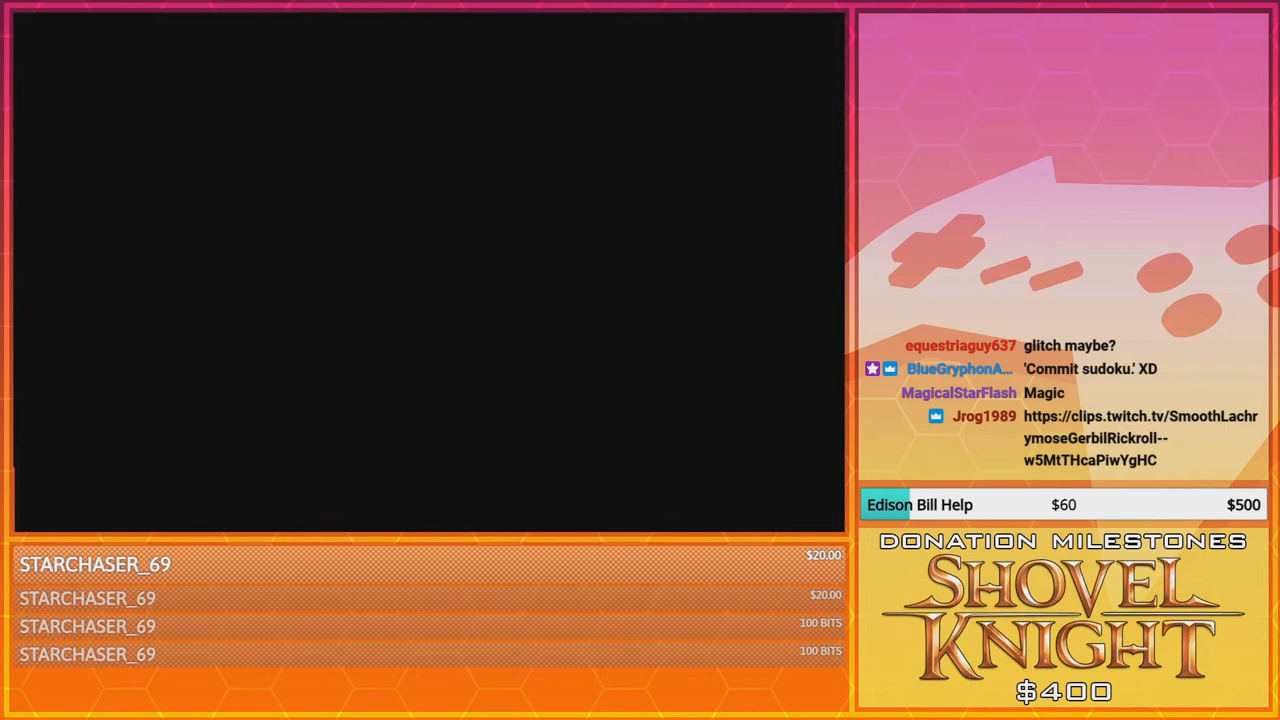 equestriaguy637 glitch maybe?
BlueGryphonA... 'Commit sudoku.' XD
MagicalStarFlash Magic
Jrog1989 https://clips.twitch.tv/SmoothLachr
ymoseGerbilRickroll--
w5MtTHcaPiwYgHC
Edison Bill Help $60 $500
DONATION MILESTONES
SHOVEL
KNIGHT
$400
STARCHASER_69 $20.00
STARCHASER_69 $20.00
STARCHASER_69 100 BITS
STARCHASER_69 100 BITS